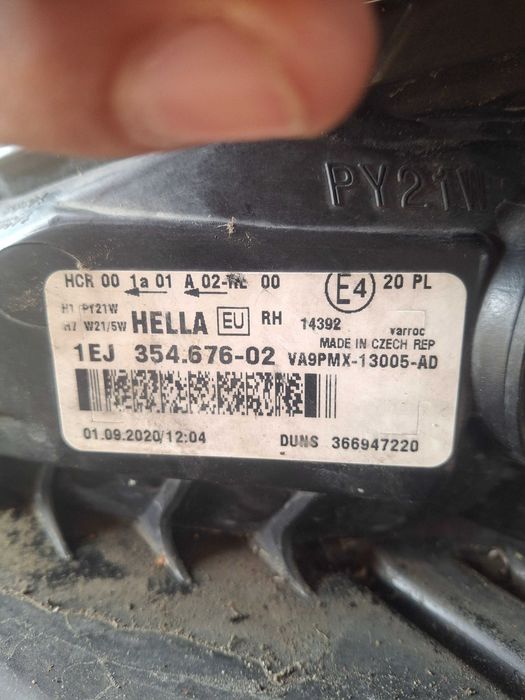 PY21W
HCR 00 1a 01 A 02-RL 00 E4 20 PL
H1 PY21W
H7 W21/5W HELLA EU RH 14392 varroc
MADE IN CZECH REP
1EJ 354.676-02 VA9PMX-13005-AD
01.09.2020/12:04 DUNS 366947220